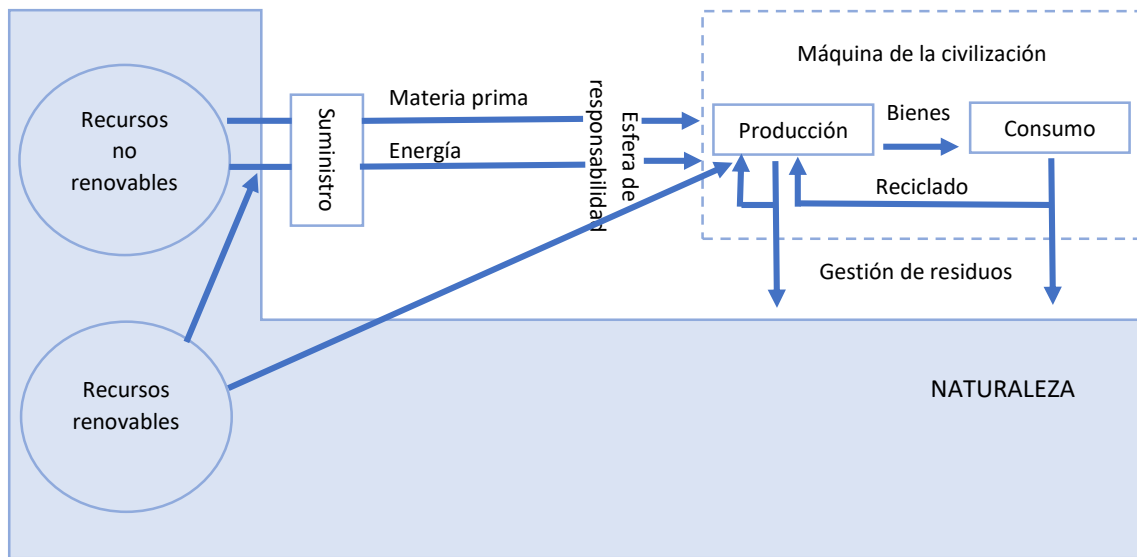 Máquina de la civilización
Recursos
no
renovables
Suministro
Materia prima
Energía
Esfera de
responsabilidad
Producción
Bienes
Consumo
Reciclado
Gestión de residuos
Recursos
renovables
NATURALEZA